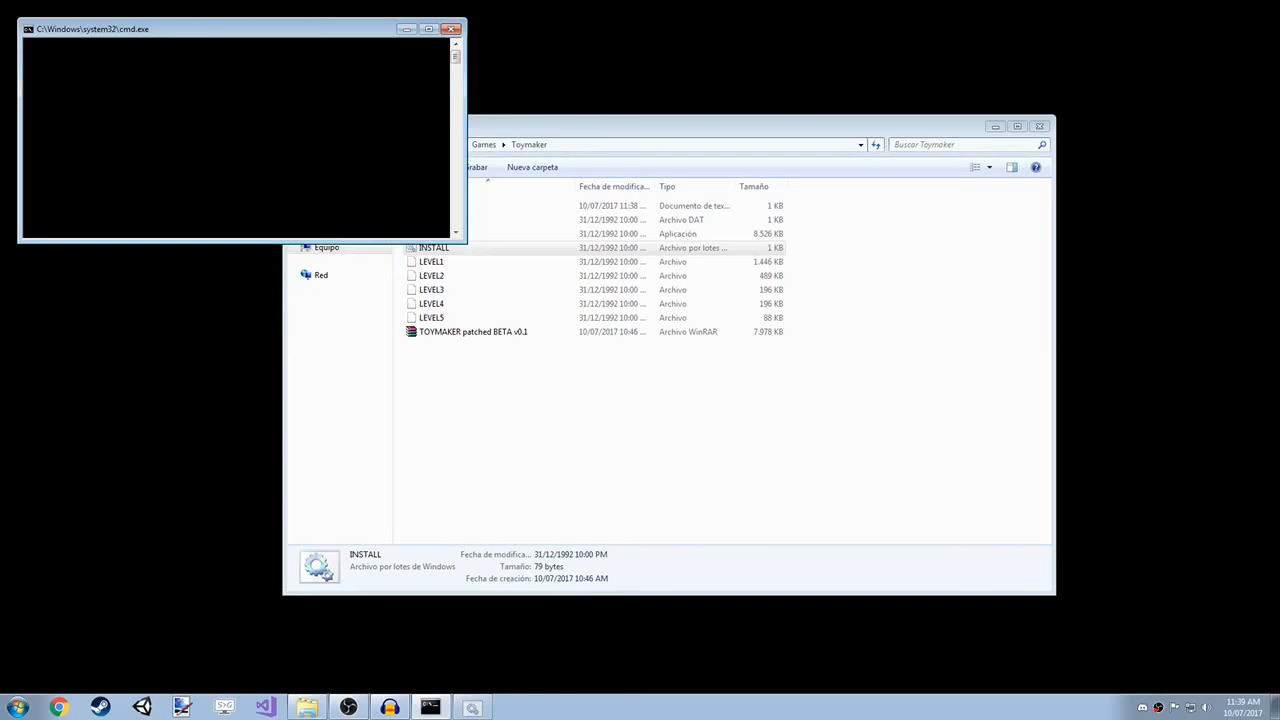 C:\Windows\system32\cmd.exe
Games Toymaker
Buscar Toymaker
Nueva carpeta
Fecha de modifica... Tipo Tamaño
10/07/2017 11:38 ... Documento de tex... 1 KB
31/12/1992 10:00 ... Archivo DAT 1 KB
31/12/1992 10:00 ... Aplicación 8.526 KB
Equipo
INSTALL 31/12/1992 10:00 ... Archivo por lotes ... 1 KB
LEVEL1 31/12/1992 10:00 ... Archivo 1.446 KB
Red
LEVEL2 31/12/1992 10:00 ... Archivo 489 KB
LEVEL3 31/12/1992 10:00 ... Archivo 196 KB
LEVEL4 31/12/1992 10:00 ... Archivo 196 KB
LEVEL5 31/12/1992 10:00 ... Archivo 88 KB
TOYMAKER patched BETA v0.1 10/07/2017 10:46 ... Archivo WinRAR 7.978 KB
INSTALL Fecha de modifica... 31/12/1992 10:00 PM
Archivo por lotes de Windows Tamaño: 79 bytes
Fecha de creación: 10/07/2017 10:46 AM
11:39 AM
10/07/2017